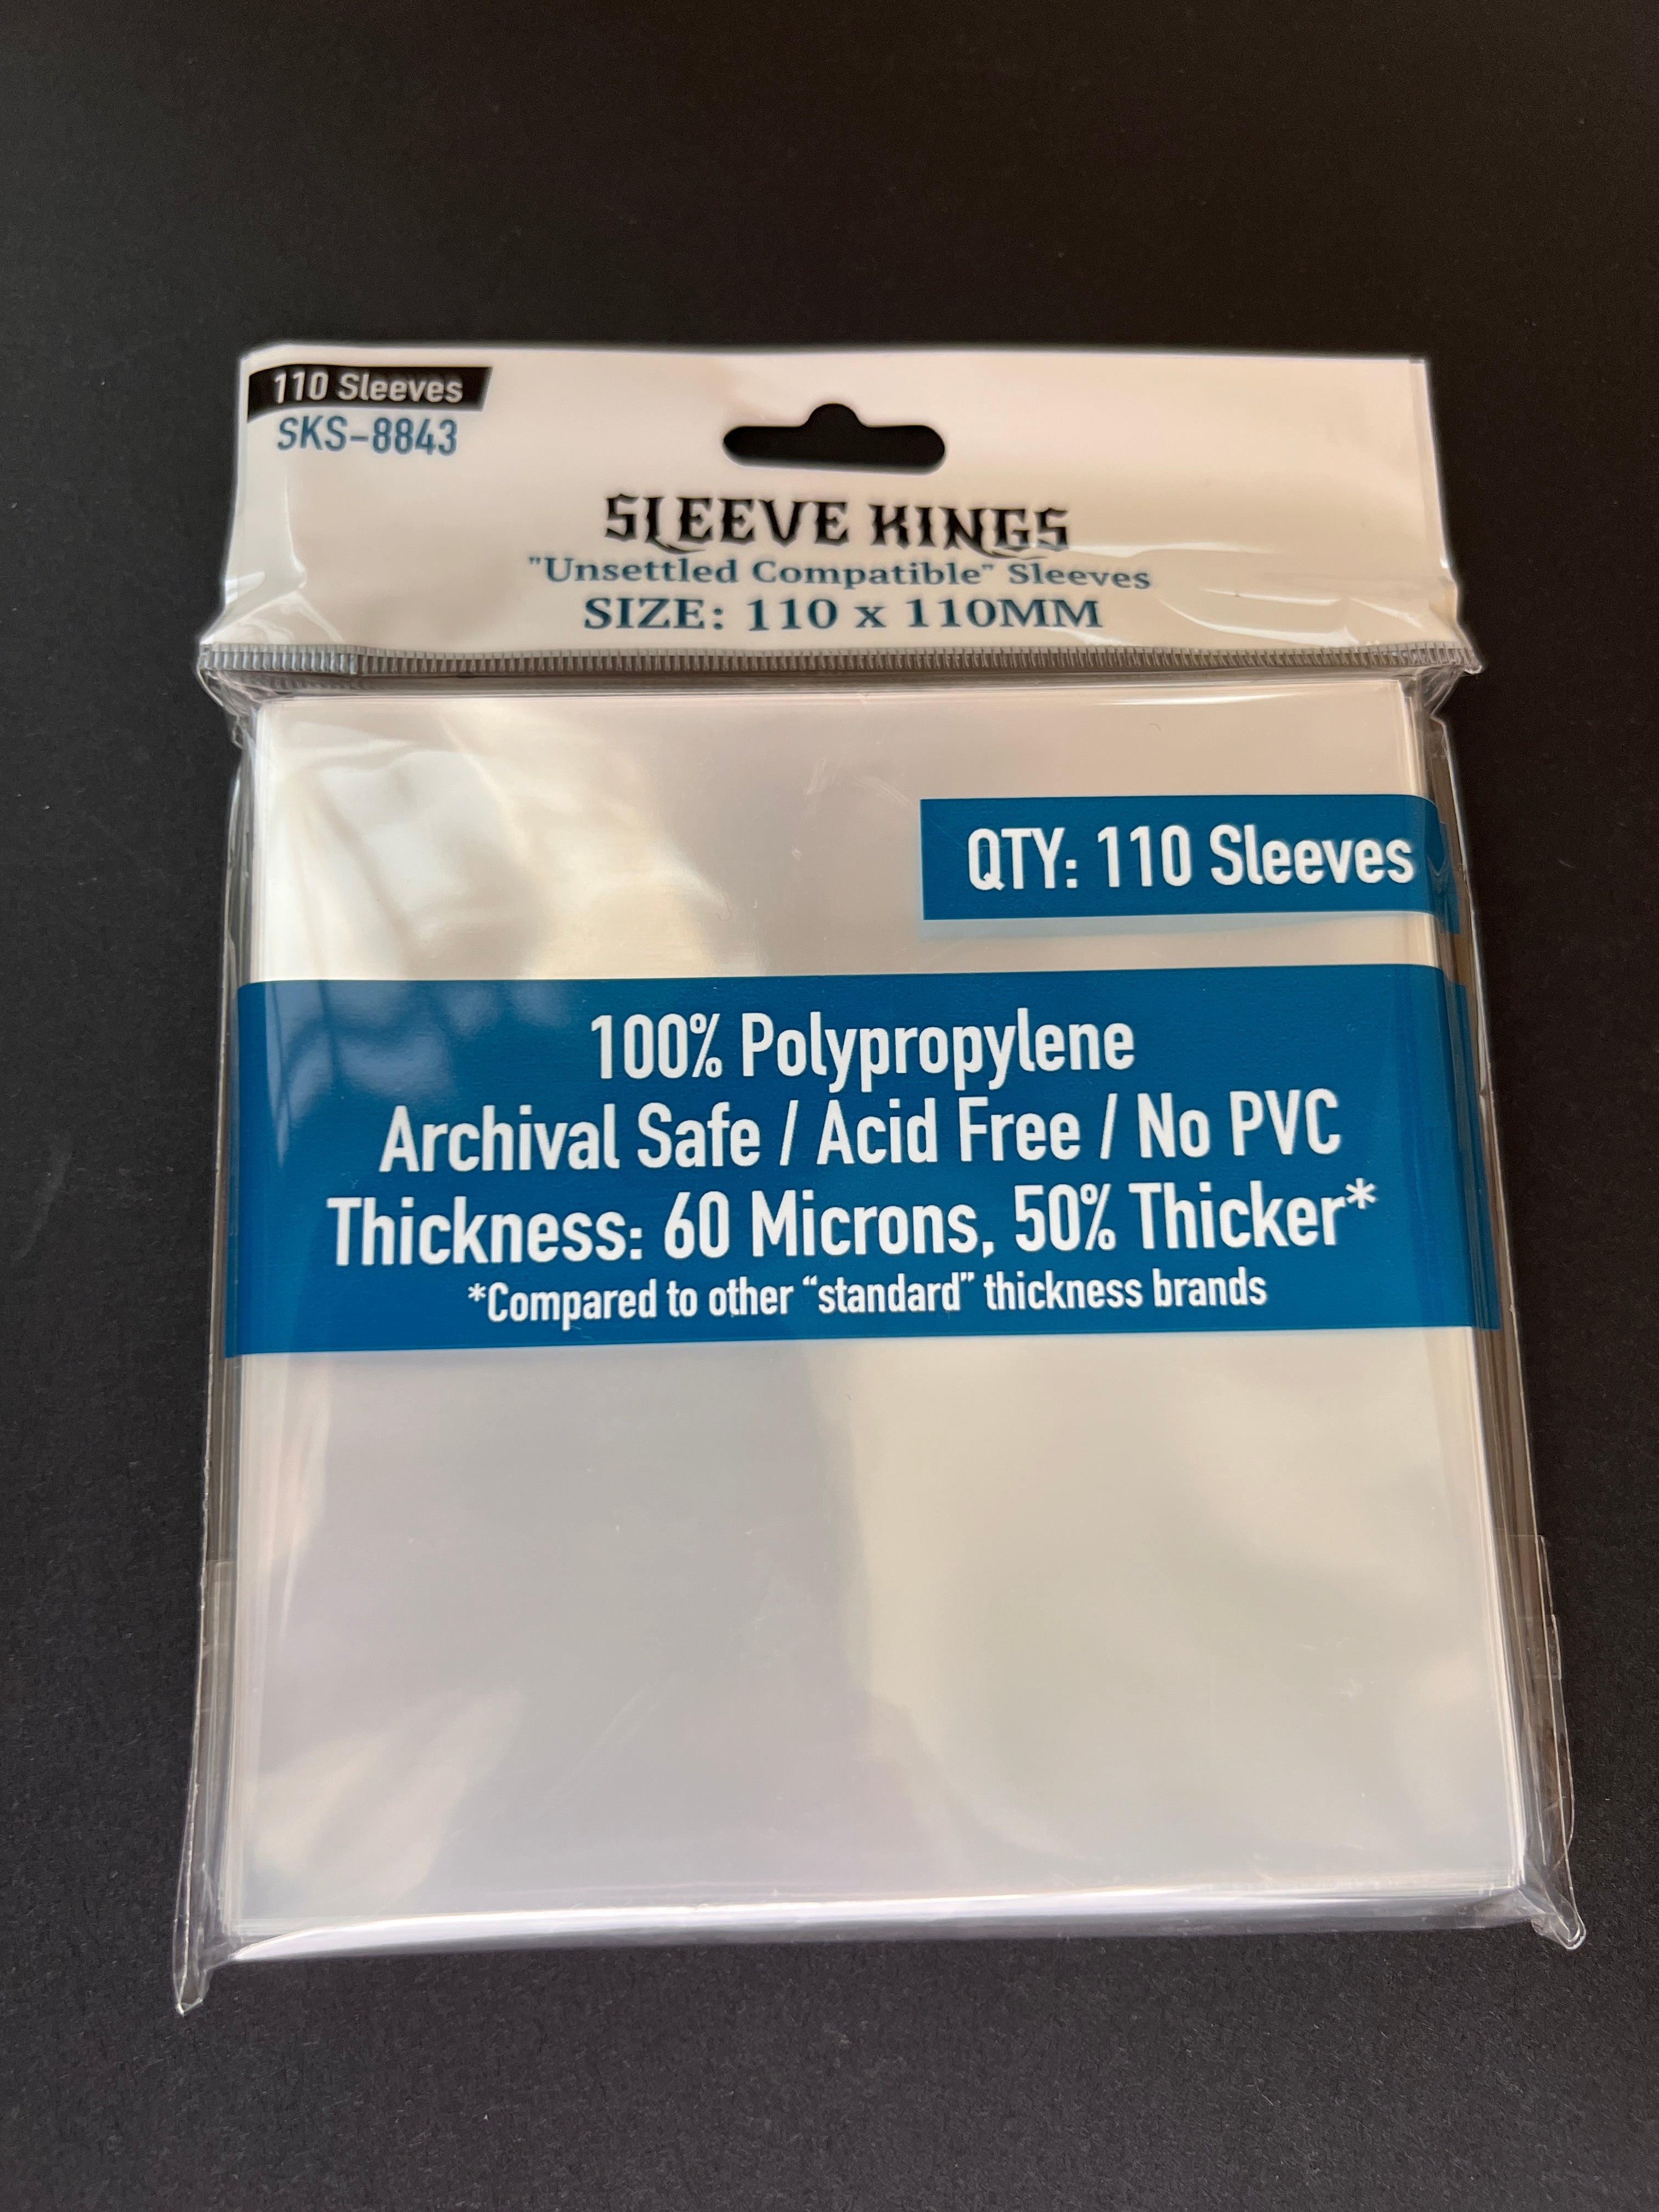 110 Sleeves
SKS-8843
SLEEVE KINGS
"Unsettled Compatible" Sleeves
SIZE: 110 x 110MM
QTY: 110 Sleeves
100% Polypropylene
Archival Safe / Acid Free / No PVC
Thickness: 60 Microns, 50% Thicker*
*Compared to other “standard” thickness brands